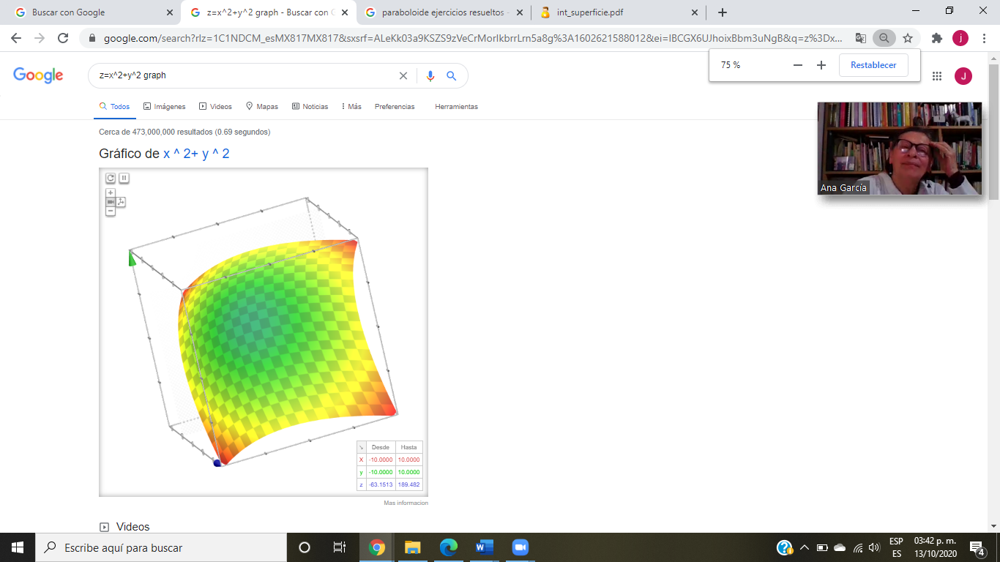 Buscar con Google
z=x^2+y^2 graph - Buscar con G
paraboloide ejercicios resueltos -
int_superficie.pdf
google.com/search?rlz=1C1NDCM_esMX817MX817&sxsrf=ALeKk03a9KSZS9zVeCrMorIkbrrLrn5a8g%3A1602621588012&ei=IBCGX6UJhoixBbm3uNgB&q=z%3Dx...
j
75 %
Restablecer
Google
z=x^2+y^2 graph
J
Todos
Imágenes
Videos
Mapas
Noticias
Más
Preferencias
Herramientas
Cerca de 473,000,000 resultados (0.69 segundos)
Gráfico de x ^ 2+ y ^ 2
Ana García
Desde Hasta
X -10.0000 10.0000
y -10.0000 10.0000
z -63.1513 189.482
Mas informacion
Videos
Escribe aquí para buscar
ESP
ES
03:42 p. m.
13/10/2020
4